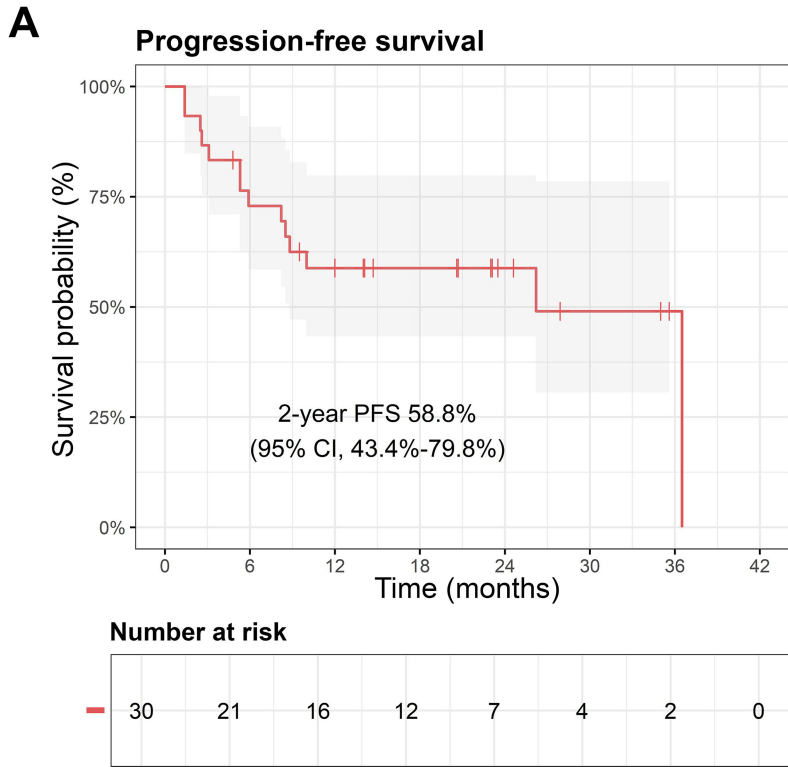 A
Progression-free survival
Survival probability (%)
100%
75%
50%
25%
0%
2-year PFS 58.8%
(95% CI, 43.4%-79.8%)
0 6 12 18 24 30 36 42
Time (months)
Number at risk
30 21 16 12 7 4 2 0